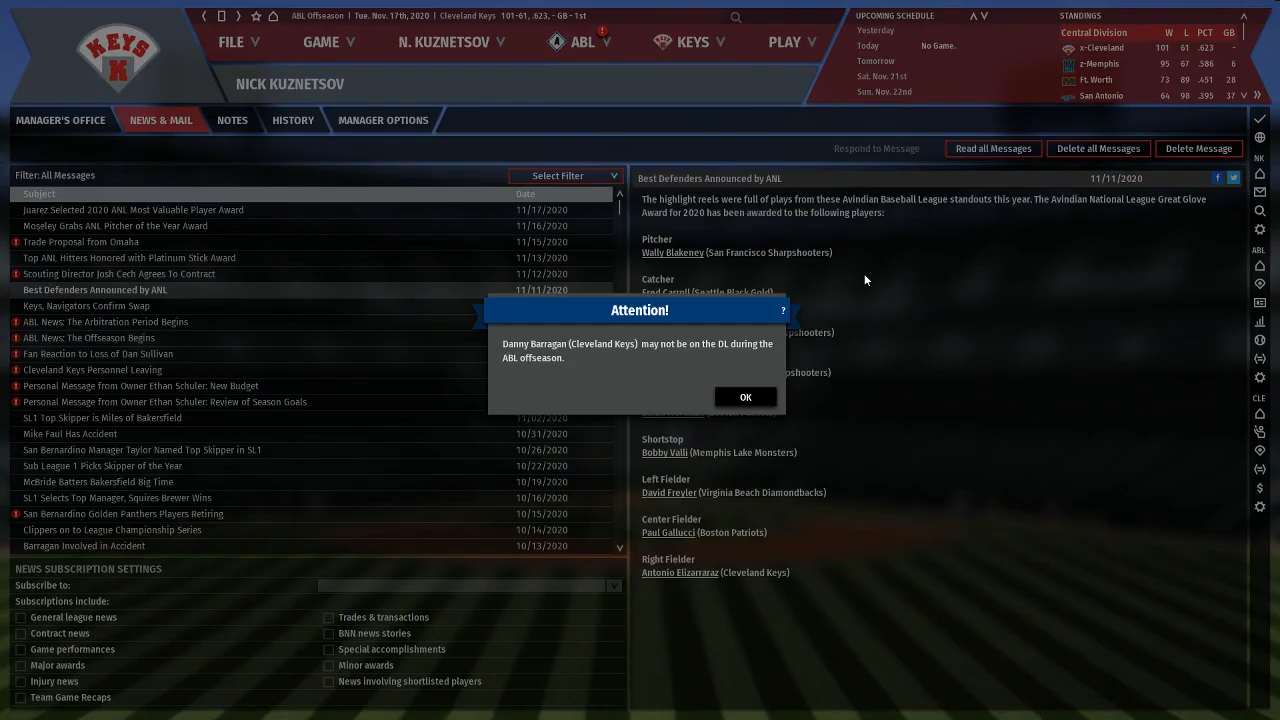 KEYS
K
ABL Offseason | Tue. Nov. 17th, 2020 | Cleveland Keys 101-61, .623, - GB - 1st
FILE GAME N. KUZNETSOV ABL KEYS PLAY
NICK KUZNETSOV
UPCOMING SCHEDULE
Yesterday
Today No Game.
Tomorrow
Sat. Nov. 21st
Sun. Nov. 22nd
STANDINGS
Central Division W L PCT GB
x-Cleveland 101 61 .623 -
z-Memphis 95 67 .586 6
Ft. Worth 73 89 .451 28
San Antonio 64 98 .395 37
MANAGER'S OFFICE NEWS & MAIL NOTES HISTORY MANAGER OPTIONS
Respond to Message Read all Messages Delete all Messages Delete Message
Filter: All Messages Select Filter
Subject Date
Juarez Selected 2020 ANL Most Valuable Player Award 11/17/2020
Moseley Grabs ANL Pitcher of the Year Award 11/16/2020
Trade Proposal from Omaha 11/15/2020
Top ANL Hitters Honored with Platinum Stick Award 11/13/2020
Scouting Director Josh Cech Agrees To Contract 11/12/2020
Best Defenders Announced by ANL 11/11/2020
Keys, Navigators Confirm Swap
ABL News: The Arbitration Period Begins
ABL News: The Offseason Begins
Fan Reaction to Loss of Dan Sullivan
Cleveland Keys Personnel Leaving
Personal Message from Owner Ethan Schuler: New Budget
Personal Message from Owner Ethan Schuler: Review of Season Goals
SL1 Top Skipper is Miles of Bakersfield 11/02/2020
Mike Faul Has Accident 10/31/2020
San Bernardino Manager Taylor Named Top Skipper in SL1 10/26/2020
Sub League 1 Picks Skipper of the Year 10/22/2020
McBride Batters Bakersfield Big Time 10/19/2020
SL1 Selects Top Manager, Squires Brewer Wins 10/16/2020
San Bernardino Golden Panthers Players Retiring 10/15/2020
Clippers on to League Championship Series 10/14/2020
Barragan Involved in Accident 10/13/2020
NEWS SUBSCRIPTION SETTINGS
Subscribe to:
Subscriptions include:
General league news Trades & transactions
Contract news BNN news stories
Game performances Special accomplishments
Major awards Minor awards
Injury news News involving shortlisted players
Team Game Recaps
Best Defenders Announced by ANL 11/11/2020
The highlight reels were full of plays from these Avindian Baseball League standouts this year. The Avindian National League Great Glove
Award for 2020 has been awarded to the following players:
Pitcher
Wally Blakeney (San Francisco Sharpshooters)
Catcher
Fred Carroll (Seattle Black Gold)
pshooters)
Shortstop
Bobby Valli (Memphis Lake Monsters)
Left Fielder
David Freyler (Virginia Beach Diamondbacks)
Center Fielder
Paul Gallucci (Boston Patriots)
Right Fielder
Antonio Elizarraraz (Cleveland Keys)
Attention!
?
Danny Barragan (Cleveland Keys) may not be on the DL during the
ABL offseason.
OK
NK
ABL
CLE